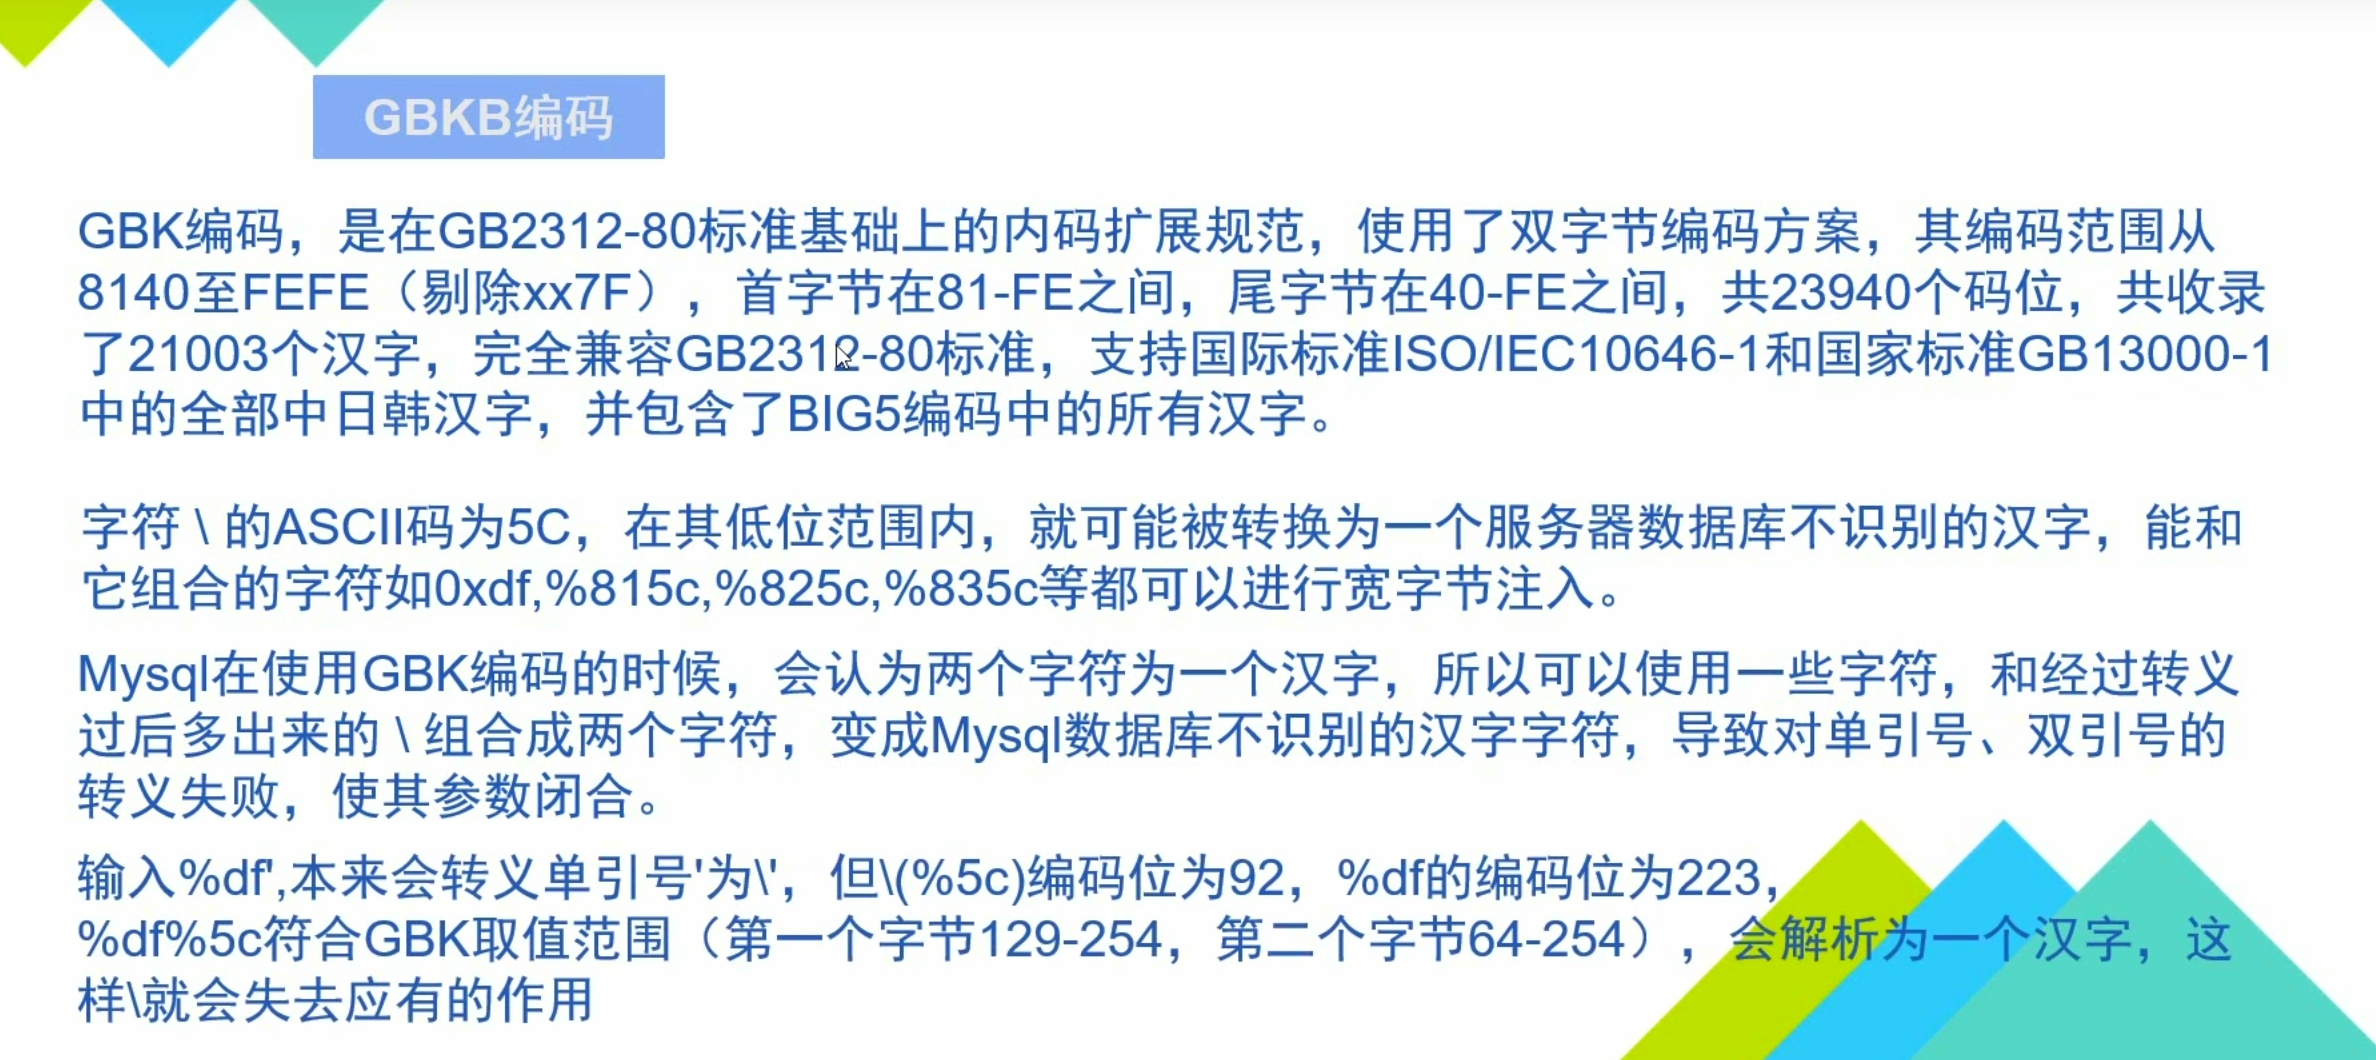 GBKB编码
GBK编码，是在GB2312-80标准基础上的内码扩展规范，使用了双字节编码方案，其编码范围从
8140至FEFE（剔除xx7F），首字节在81-FE之间，尾字节在40-FE之间，共23940个码位，共收录
了21003个汉字，完全兼容GB2312-80标准，支持国际标准ISO/IEC10646-1和国家标准GB13000-1
中的全部中日韩汉字，并包含了BIG5编码中的所有汉字。
字符 \ 的ASCII码为5C，在其低位范围内，就可能被转换为一个服务器数据库不识别的汉字，能和
它组合的字符如0xdf,%815c,%825c,%835c等都可以进行宽字节注入。
Mysql在使用GBK编码的时候，会认为两个字符为一个汉字，所以可以使用一些字符，和经过转义
过后多出来的 \ 组合成两个字符，变成Mysql数据库不识别的汉字字符，导致对单引号、双引号的
转义失败，使其参数闭合。
输入%df',本来会转义单引号'为\'，但\(%5c)编码位为92，%df的编码位为223，
%df%5c符合GBK取值范围（第一个字节129-254，第二个字节64-254），会解析为一个汉字，这
样\就会失去应有的作用